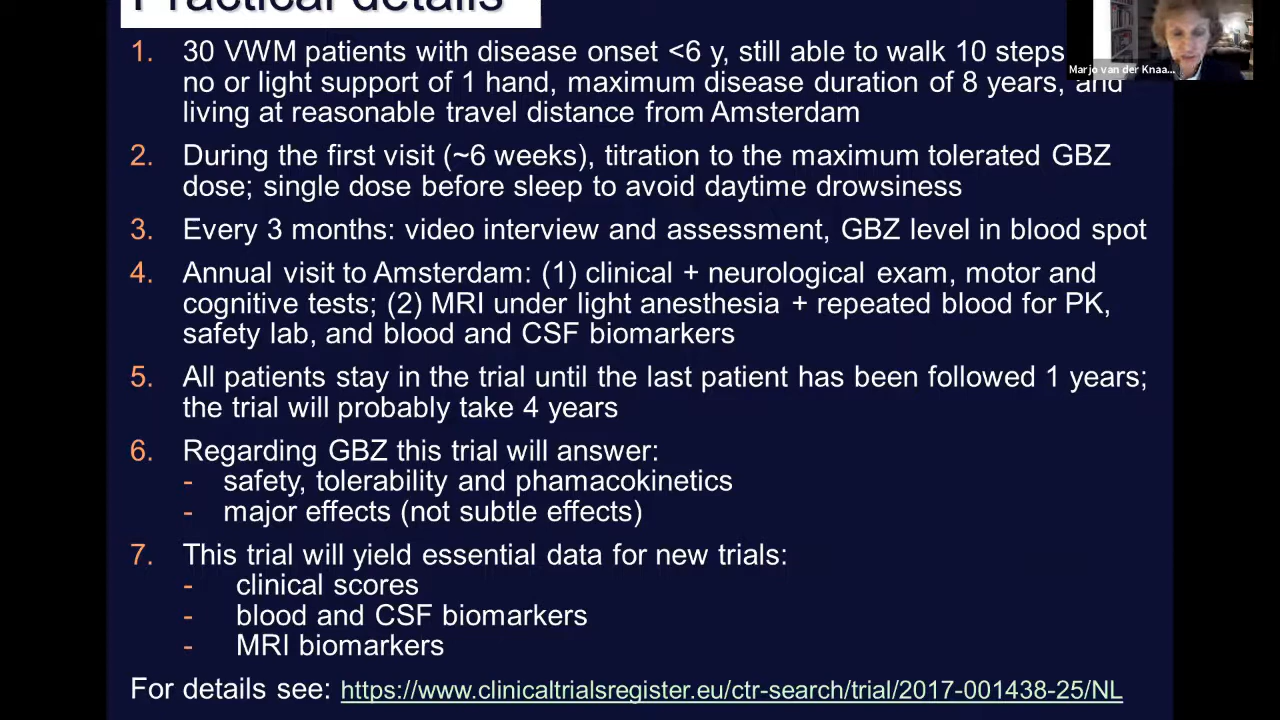 Practical details
1. 30 VWM patients with disease onset <6 y, still able to walk 10 steps
no or light support of 1 hand, maximum disease duration of 8 years, and
living at reasonable travel distance from Amsterdam
2. During the first visit (~6 weeks), titration to the maximum tolerated GBZ
dose; single dose before sleep to avoid daytime drowsiness
3. Every 3 months: video interview and assessment, GBZ level in blood spot
4. Annual visit to Amsterdam: (1) clinical + neurological exam, motor and
cognitive tests; (2) MRI under light anesthesia + repeated blood for PK,
safety lab, and blood and CSF biomarkers
5. All patients stay in the trial until the last patient has been followed 1 years;
the trial will probably take 4 years
6. Regarding GBZ this trial will answer:
- safety, tolerability and phamacokinetics
- major effects (not subtle effects)
7. This trial will yield essential data for new trials:
- clinical scores
- blood and CSF biomarkers
- MRI biomarkers
For details see: https://www.clinicaltrialsregister.eu/ctr-search/trial/2017-001438-25/NL
Marjo van der Knaa...